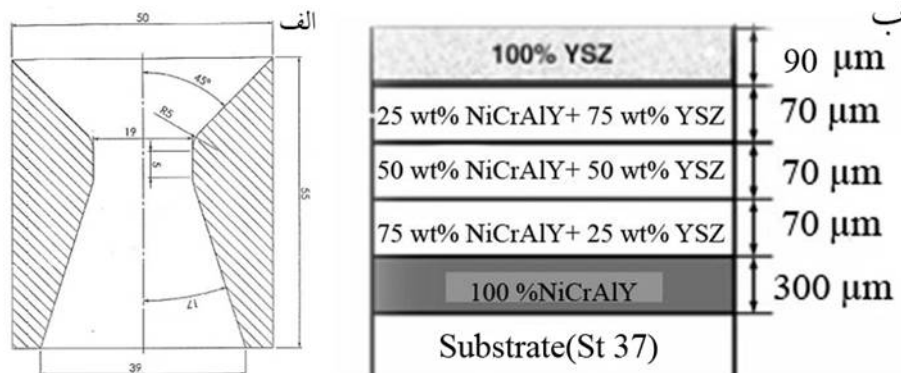 الف
50
45°
R5
19
5
55
17
39
ب
100% YSZ
90 μm
25 wt% NiCrAlY+ 75 wt% YSZ
70 μm
50 wt% NiCrAlY+ 50 wt% YSZ
70 μm
75 wt% NiCrAlY+ 25 wt% YSZ
70 μm
100 %NiCrAlY
300 μm
Substrate(St 37)